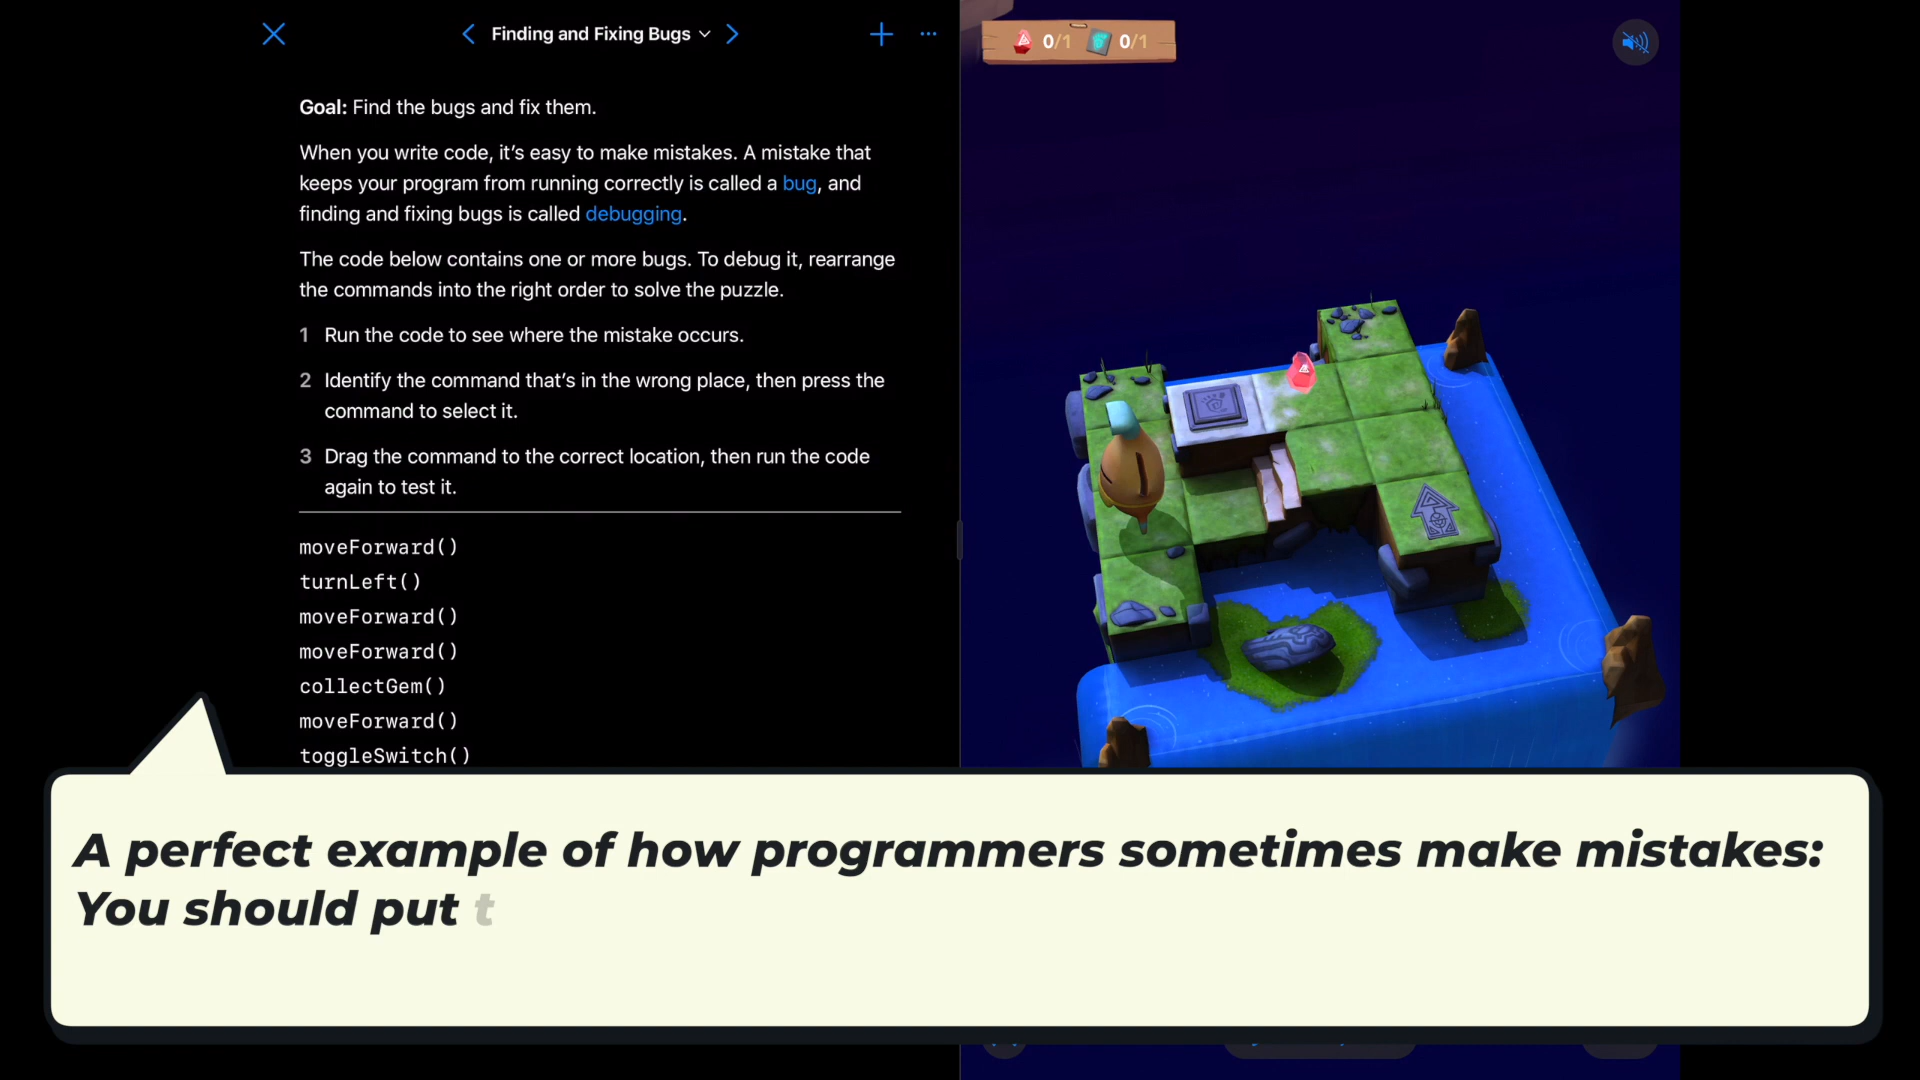 Finding and Fixing Bugs
0/1 0/1
Goal: Find the bugs and fix them.
When you write code, it’s easy to make mistakes. A mistake that
keeps your program from running correctly is called a bug, and
finding and fixing bugs is called debugging.
The code below contains one or more bugs. To debug it, rearrange
the commands into the right order to solve the puzzle.
1 Run the code to see where the mistake occurs.
2 Identify the command that’s in the wrong place, then press the
command to select it.
3 Drag the command to the correct location, then run the code
again to test it.
moveForward()
turnLeft()
moveForward()
moveForward()
collectGem()
moveForward()
toggleSwitch()
A perfect example of how programmers sometimes make mistakes:
You should put t